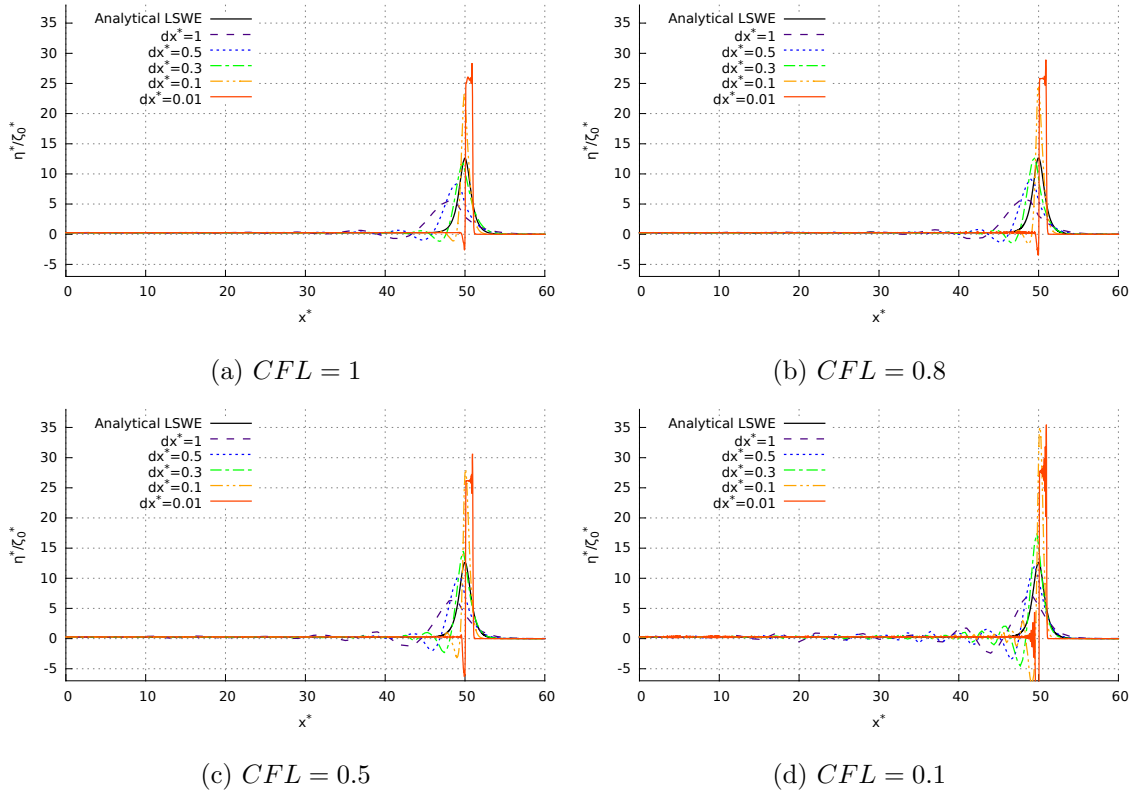 35
30
25
20
15
10
5
0
-5
η*/ζ0*
Analytical LSWE
dx*=1
dx*=0.5
dx*=0.3
dx*=0.1
dx*=0.01
0 10 20 30 40 50 60
x*
(a) CFL = 1
35
30
25
20
15
10
5
0
-5
η*/ζ0*
Analytical LSWE
dx*=1
dx*=0.5
dx*=0.3
dx*=0.1
dx*=0.01
0 10 20 30 40 50 60
x*
(b) CFL = 0.8
35
30
25
20
15
10
5
0
-5
η*/ζ0*
Analytical LSWE
dx*=1
dx*=0.5
dx*=0.3
dx*=0.1
dx*=0.01
0 10 20 30 40 50 60
x*
(c) CFL = 0.5
35
30
25
20
15
10
5
0
-5
η*/ζ0*
Analytical LSWE
dx*=1
dx*=0.5
dx*=0.3
dx*=0.1
dx*=0.01
0 10 20 30 40 50 60
x*
(d) CFL = 0.1